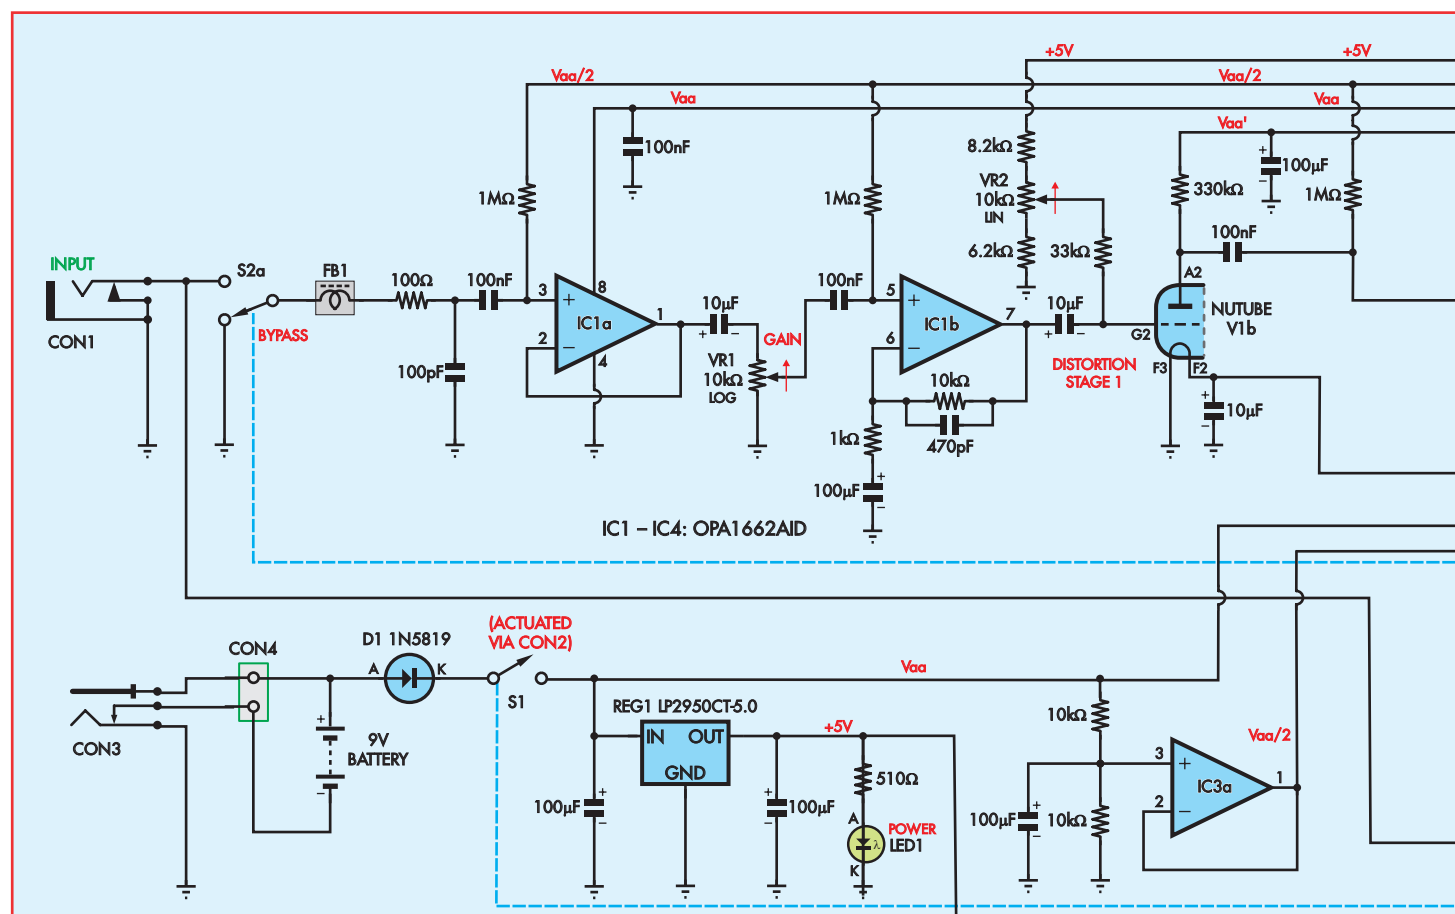 +5V
+5V
Vaa/2
Vaa/2
Vaa
Vaa
Vaa'
8.2kΩ
100nF
+
100µF
–
VR2
10kΩ
LIN
330kΩ
1MΩ
1MΩ
1MΩ
6.2kΩ
33kΩ
100nF
INPUT
S2a
FB1
100Ω
100nF
100nF
A2
CON1
BYPASS
3
+
8
IC1a
1
2
–
4
10µF
+
–
GAIN
VR1
10kΩ
LOG
5
+
IC1b
7
6
–
10µF
+
–
G2
NUTUBE
V1b
DISTORTION
STAGE 1
F3
F2
100pF
10kΩ
470pF
+
10µF
–
1kΩ
+
100µF
–
IC1 – IC4: OPA1662AID
CON4
D1 1N5819
A
K
(ACTUATED
VIA CON2)
S1
Vaa
CON3
+
9V
BATTERY
–
REG1 LP2950CT-5.0
IN
OUT
GND
+5V
10kΩ
Vaa/2
510Ω
3
+
IC3a
1
2
–
+
100µF
–
+
100µF
–
A
POWER
LED1
λ
K
+
100µF
–
10kΩ